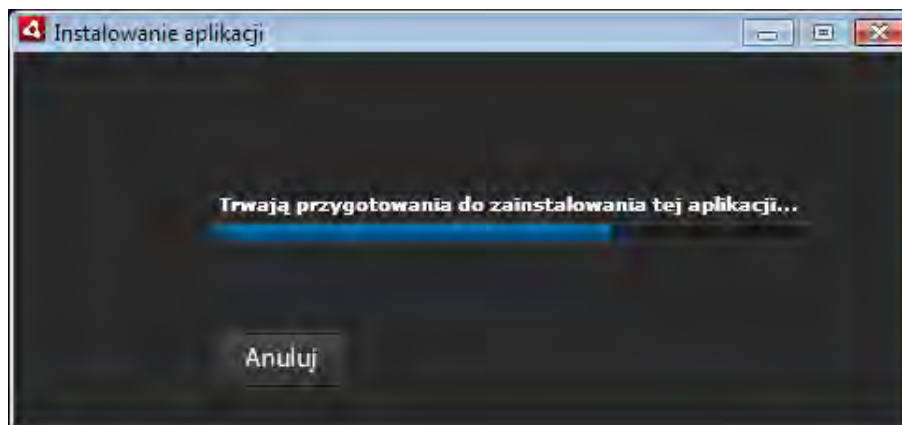 Instalowanie aplikacji
Trwają przygotowania do zainstalowania tej aplikacji...
Anuluj